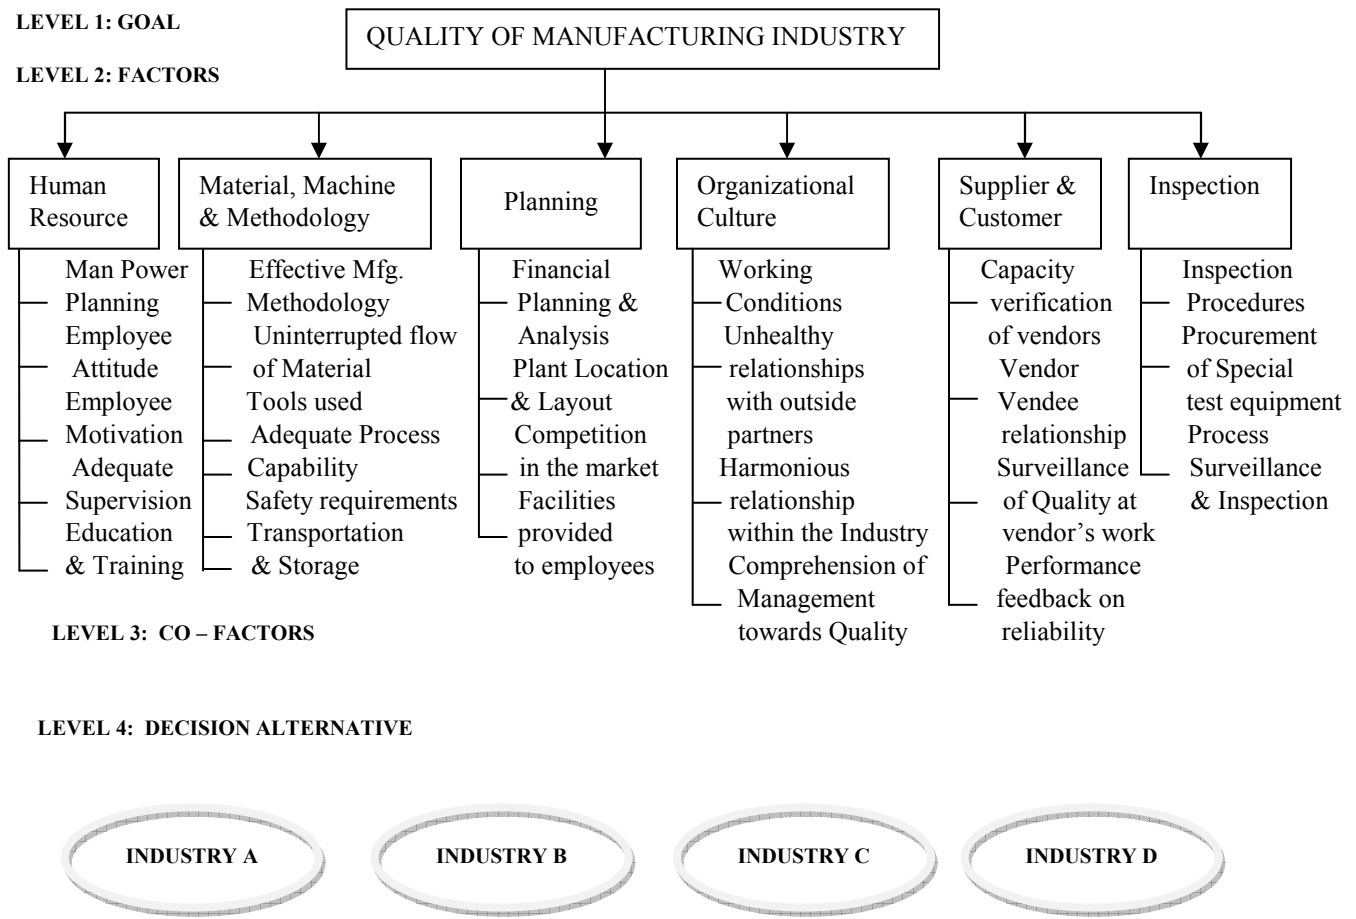 LEVEL 1: GOAL
QUALITY OF MANUFACTURING INDUSTRY
LEVEL 2: FACTORS
Human
Resource
Material, Machine
& Methodology
Planning
Organizational
Culture
Supplier &
Customer
Inspection
Man Power
Planning
Employee
Attitude
Employee
Motivation
Adequate
Supervision
Education
& Training
Effective Mfg.
Methodology
Uninterrupted flow
of Material
Tools used
Adequate Process
Capability
Safety requirements
Transportation
& Storage
Financial
Planning &
Analysis
Plant Location
& Layout
Competition
in the market
Facilities
provided
to employees
Working
Conditions
Unhealthy
relationships
with outside
partners
Harmonious
relationship
within the Industry
Comprehension of
Management
towards Quality
Capacity
verification
of vendors
Vendor
Vendee
relationship
Surveillance
of Quality at
vendor’s work
Performance
feedback on
reliability
Inspection
Procedures
Procurement
of Special
test equipment
Process
Surveillance
& Inspection
LEVEL 3: CO – FACTORS
LEVEL 4: DECISION ALTERNATIVE
INDUSTRY A
INDUSTRY B
INDUSTRY C
INDUSTRY D